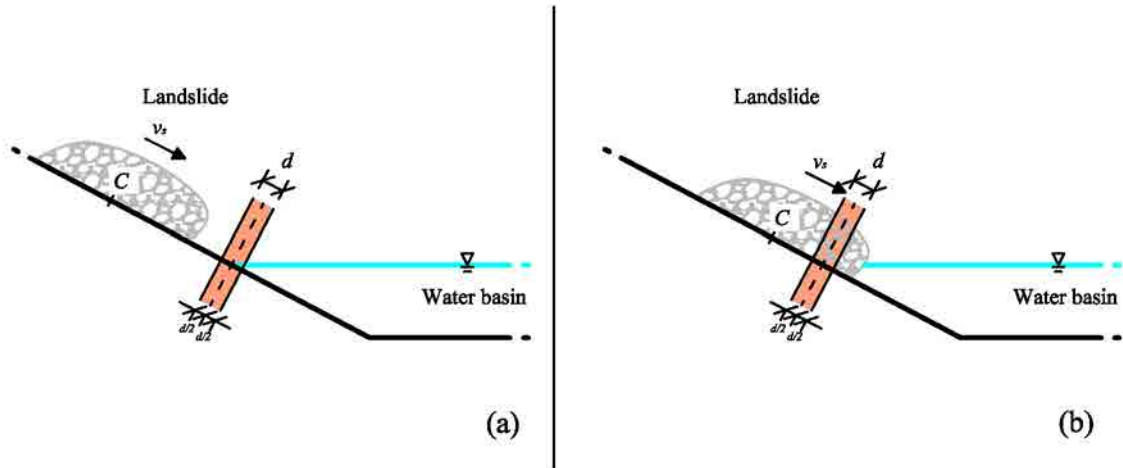 Landslide
vs
d
C
Water basin
d/2
d/2
(a)
Landslide
vs
d
C
Water basin
d/2
d/2
(b)